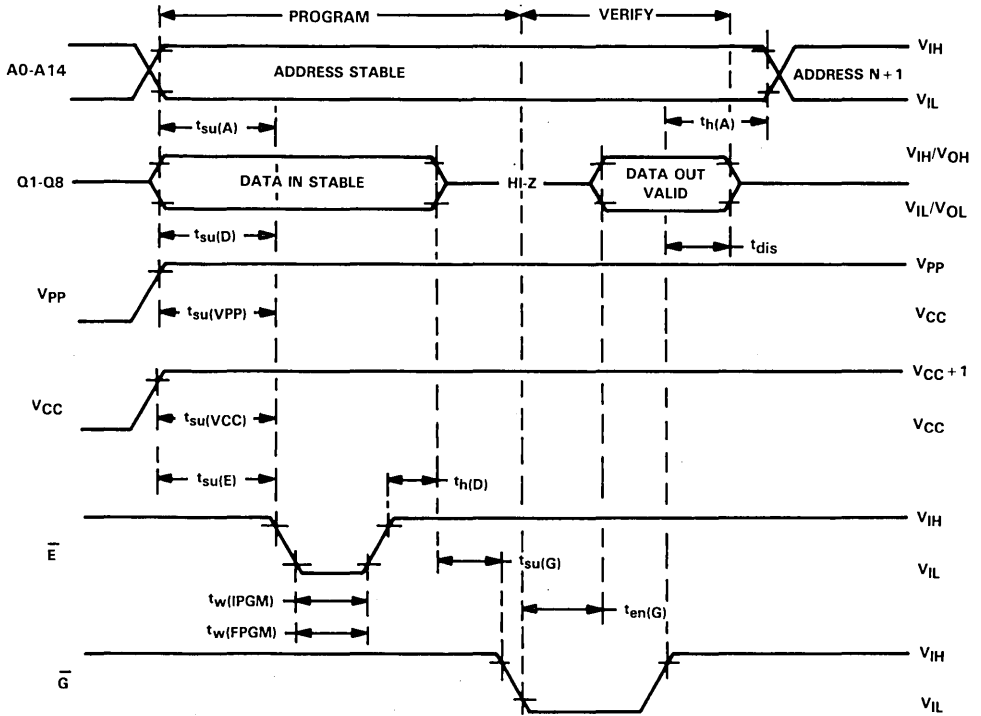 PROGRAM VERIFY
VIH
A0-A14 ADDRESS STABLE ADDRESS N+1
VIL
tsu(A) th(A)
VIH/VOH
Q1-Q8 DATA IN STABLE HI-Z DATA OUT VALID
VIL/VOL
tsu(D) tdis
VPP
VPP tsu(VPP) VCC
VCC+1
VCC tsu(VCC) VCC
tsu(E) th(D)
VIH
E
tsu(G) VIL
tw(IPGM) ten(G)
tw(FPGM)
VIH
G
VIL